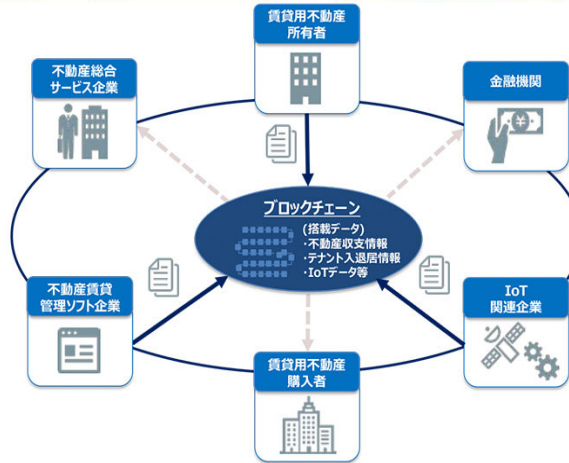 賃貸用不動産
所有者
不動産総合
サービス企業
金融機関
¥
ブロックチェーン
(搭載データ)
・不動産収支情報
・テナント入退居情報
・IoTデータ等
不動産賃貸
管理ソフト企業
IoT
関連企業
賃貸用不動産
購入者